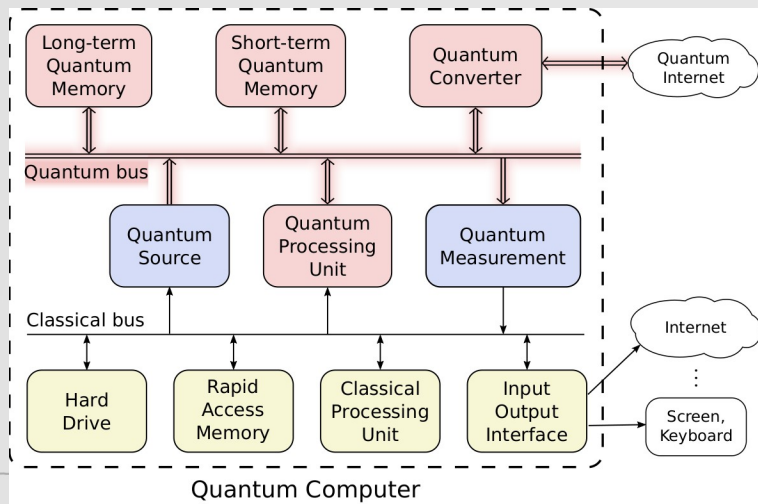 Long-term
Quantum
Memory
Short-term
Quantum
Memory
Quantum
Converter
Quantum
Internet
Quantum bus
Quantum
Source
Quantum
Processing
Unit
Quantum
Measurement
Classical bus
Internet
Hard
Drive
Rapid
Access
Memory
Classical
Processing
Unit
Input
Output
Interface
Screen,
Keyboard
Quantum Computer